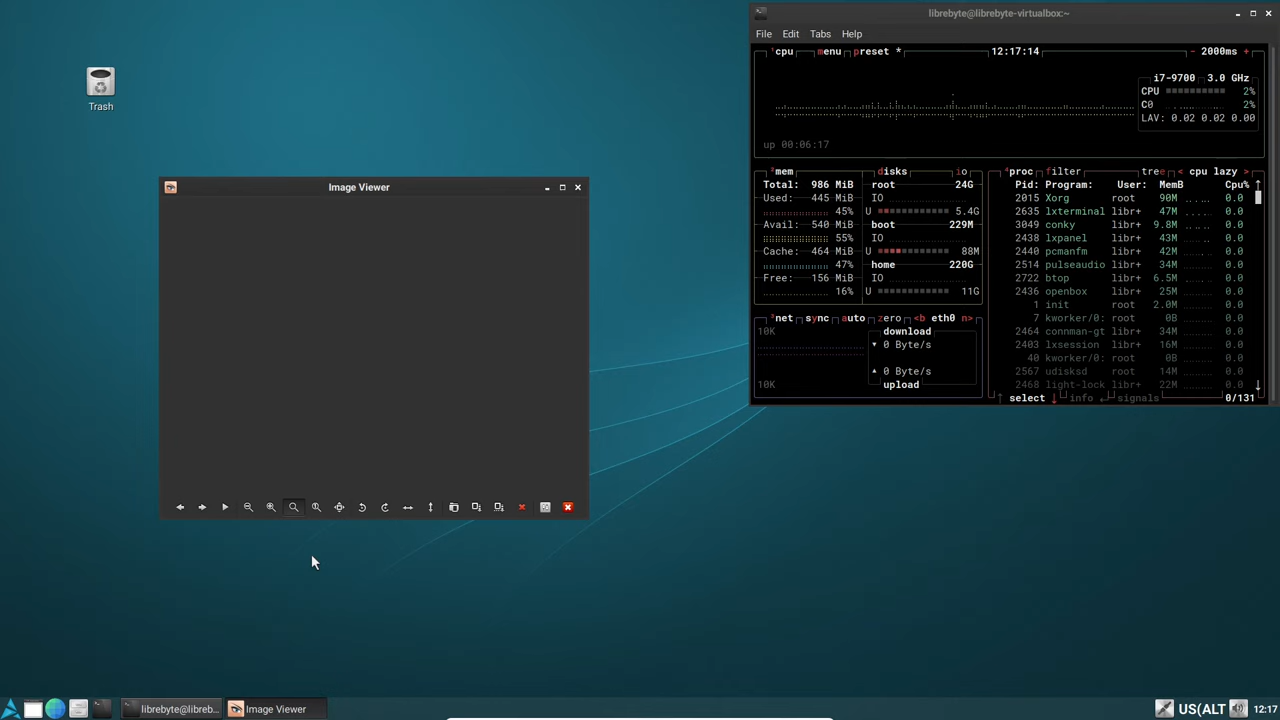 librebyte@librebyte-virtualbox:~
File Edit Tabs Help
¹cpu menu preset * 12:17:14 - 2000ms +
i7-9700 3.0 GHz
CPU 2%
C0 2%
LAV: 0.02 0.02 0.00
up 00:06:17
Trash
Image Viewer
²mem disks io
Total: 986 MiB root 24G
Used: 445 MiB IO
45% U 5.4G
Avail: 540 MiB boot 229M
55% IO
Cache: 464 MiB U 88M
47% home 220G
Free: 156 MiB IO
16% U 11G
³net sync auto zero <b eth0 n>
10K download
▼ 0 Byte/s
▲ 0 Byte/s
10K upload
⁴proc filter tree < cpu lazy >
Pid: Program: User: MemB Cpu% ↑
2015 Xorg root 90M 0.0
2635 lxterminal libr+ 47M 0.0
3049 conky libr+ 9.8M 0.0
2438 lxpanel libr+ 43M 0.0
2440 pcmanfm libr+ 42M 0.0
2514 pulseaudio libr+ 34M 0.0
2722 btop libr+ 6.5M 0.0
2436 openbox libr+ 25M 0.0
1 init root 2.0M 0.0
7 kworker/0: root 0B 0.0
2464 connman-gt libr+ 34M 0.0
2403 lxsession libr+ 16M 0.0
40 kworker/0: root 0B 0.0
2567 udisksd root 14M 0.0
2468 light-lock libr+ 22M 0.0 ↓
↑ select ↓ info ↵ signals 0/131
librebyte@libreb...
Image Viewer
US(ALT
12:17